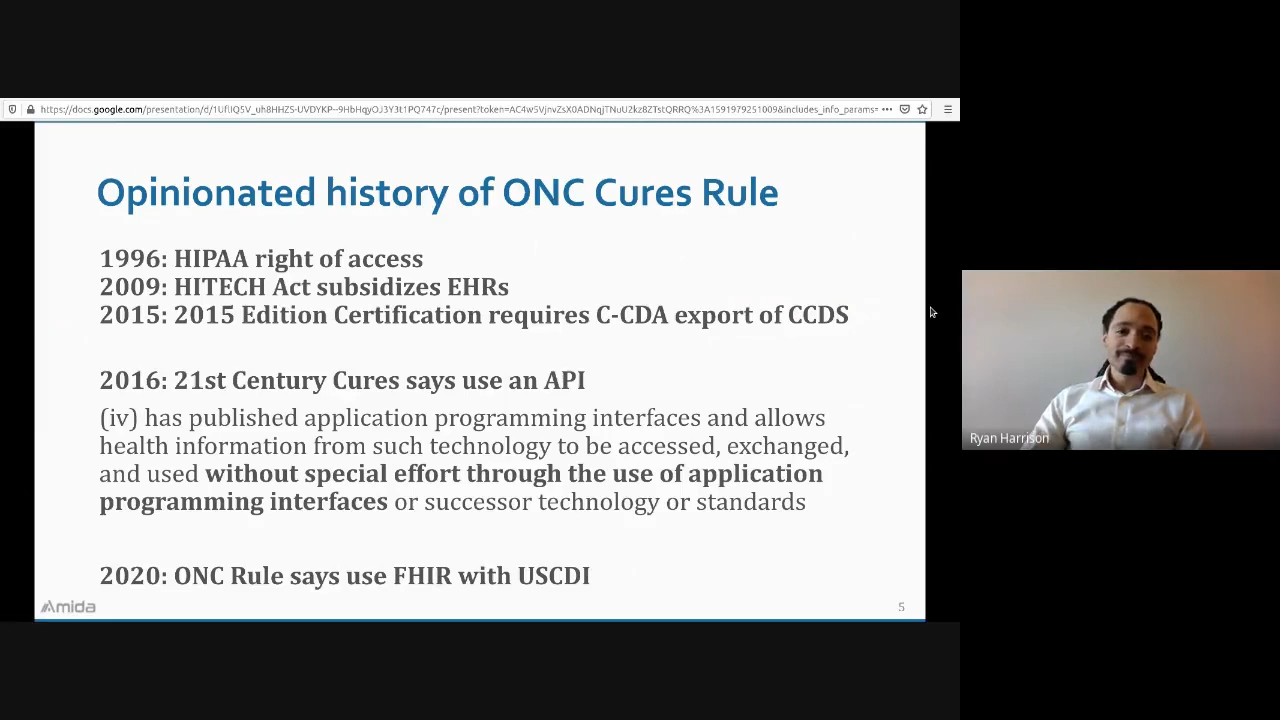 Opinionated history of ONC Cures Rule
1996: HIPAA right of access
2009: HITECH Act subsidizes EHRs
2015: 2015 Edition Certification requires C-CDA export of CCDS
2016: 21st Century Cures says use an API
(iv) has published application programming interfaces and allows
health information from such technology to be accessed, exchanged,
and used without special effort through the use of application
programming interfaces or successor technology or standards
2020: ONC Rule says use FHIR with USCDI
Amida
5
Ryan Harrison